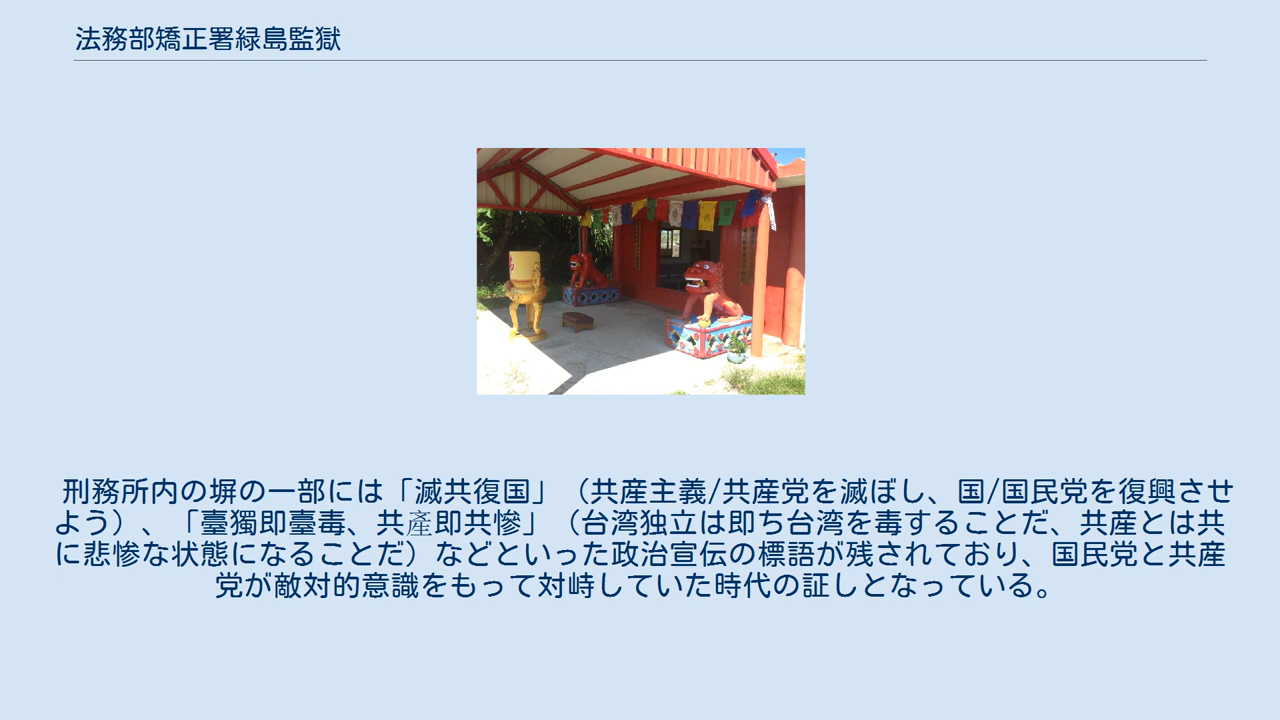 法務部矯正署緑島監獄
刑務所内の塀の一部には「滅共復国」（共産主義/共産党を滅ぼし、国/国民党を復興させ
よう）、「臺獨即臺毒、共產即共慘」（台湾独立は即ち台湾を毒することだ、共産とは共
に悲惨な状態になることだ）などといった政治宣伝の標語が残されており、国民党と共産
党が敵対的意識をもって対峙していた時代の証しとなっている。